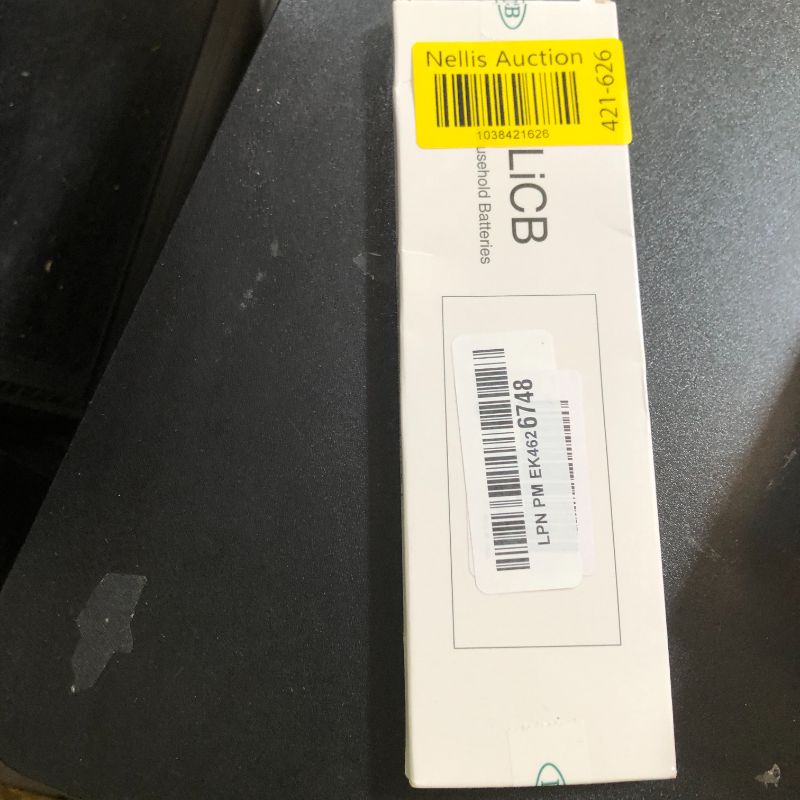 Nellis Auction
1038421626
421-626
LiCB
usehold Batteries
LPN PM EK4626748